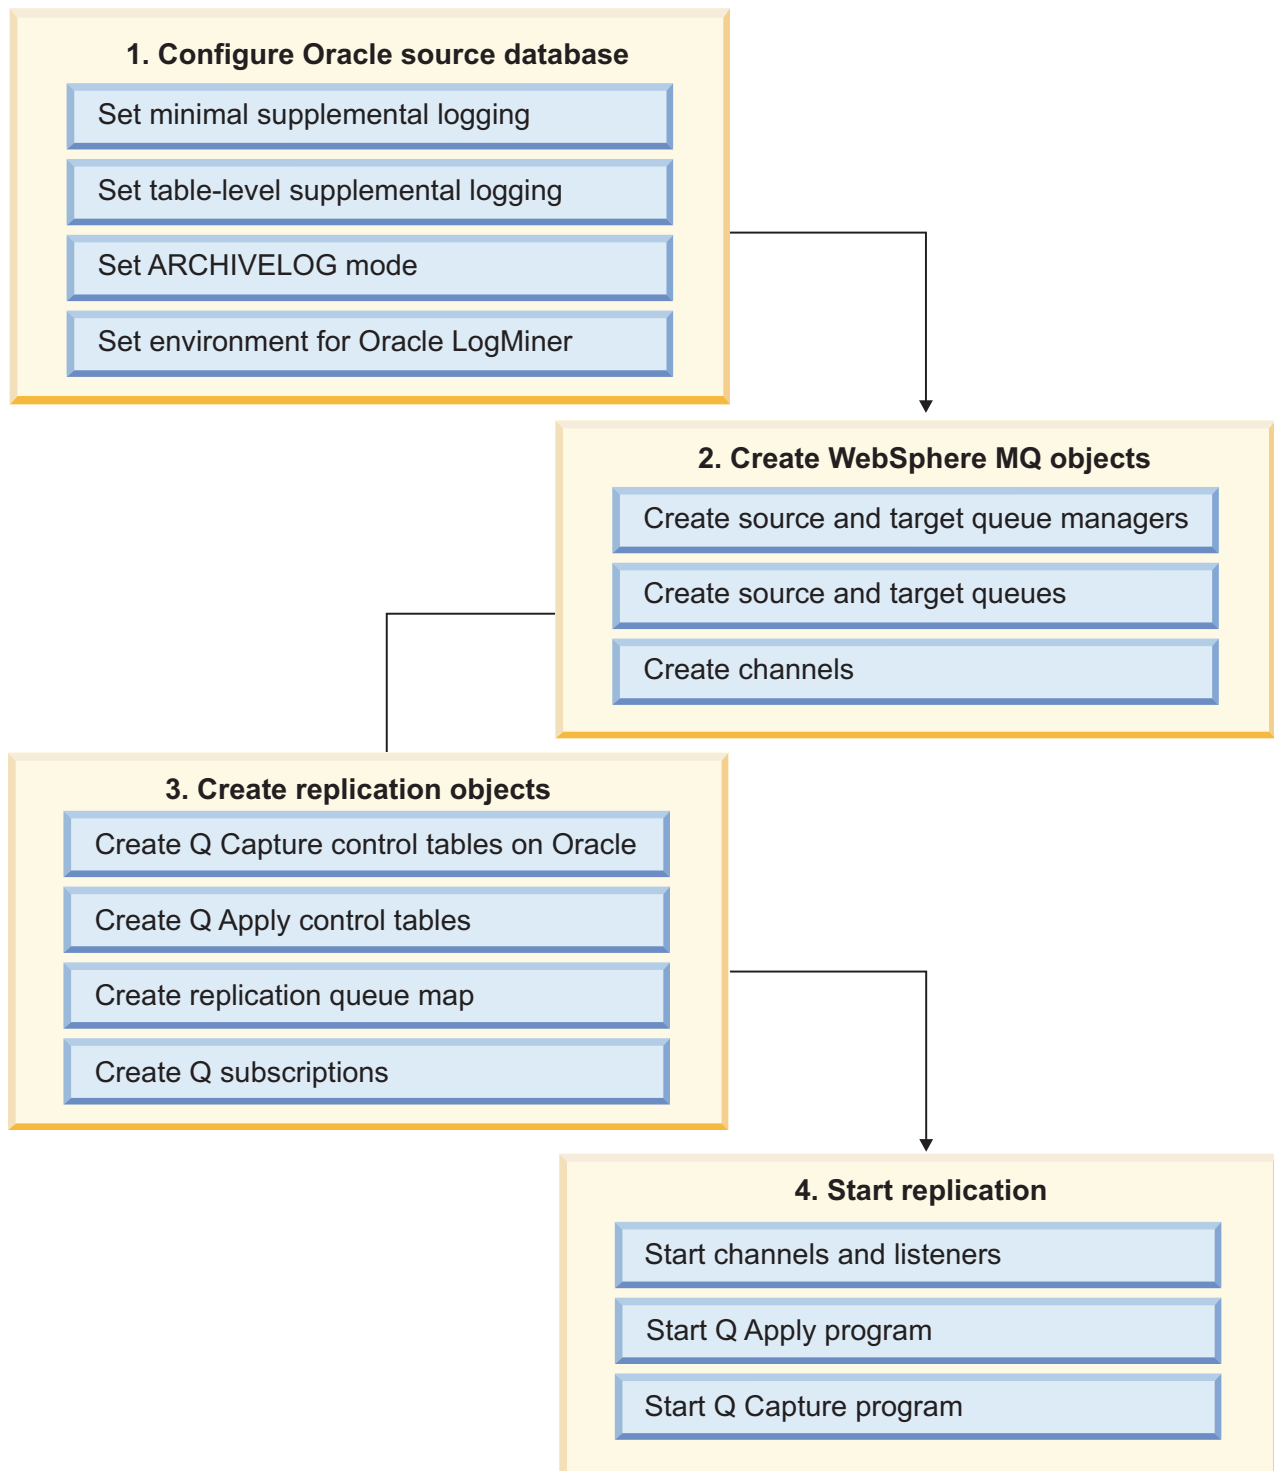 1. Configure Oracle source database
Set minimal supplemental logging
Set table-level supplemental logging
Set ARCHIVELOG mode
Set environment for Oracle LogMiner
2. Create WebSphere MQ objects
Create source and target queue managers
Create source and target queues
Create channels
3. Create replication objects
Create Q Capture control tables on Oracle
Create Q Apply control tables
Create replication queue map
Create Q subscriptions
4. Start replication
Start channels and listeners
Start Q Apply program
Start Q Capture program